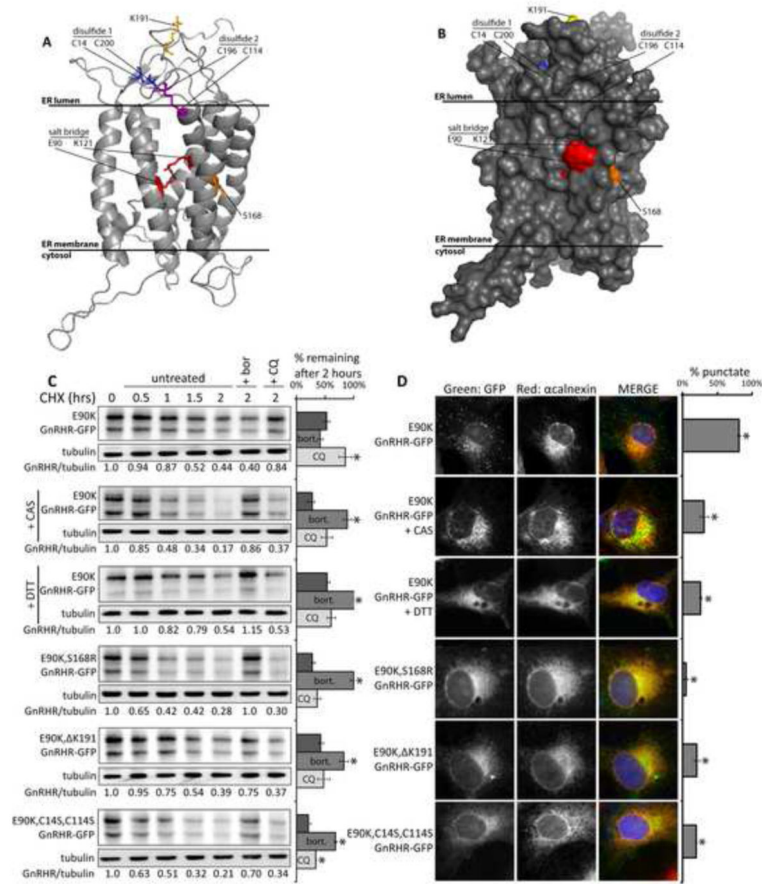 A
K191
disulfide 1
C14 C200
disulfide 2
C196 C114
ER lumen
salt bridge
E90 K121
S168
ER membrane
cytosol
B
K191
disulfide 1
C14 C200
disulfide 2
C196 C114
ER lumen
salt bridge
E90 K121
S168
ER membrane
cytosol
C
untreated
+ bor
+ CQ
% remaining
after 2 hours
0% 50% 100%
CHX (hrs) 0 0.5 1 1.5 2 2 2
E90K
GnRHR-GFP
bort.
CQ
*
tubulin
GnRHR/tubulin 1.0 0.94 0.87 0.52 0.44 0.40 0.84
+ CAS
E90K
GnRHR-GFP
bort. *
CQ
tubulin
GnRHR/tubulin 1.0 0.85 0.48 0.34 0.17 0.86 0.37
+ DTT
E90K
GnRHR-GFP
bort. *
CQ
tubulin
GnRHR/tubulin 1.0 1.0 0.82 0.79 0.54 1.15 0.53
E90K,S168R
GnRHR-GFP
bort. *
CQ
tubulin
GnRHR/tubulin 1.0 0.65 0.42 0.42 0.28 1.0 0.30
E90K,ΔK191
GnRHR-GFP
bort. *
CQ
tubulin
GnRHR/tubulin 1.0 0.95 0.75 0.54 0.39 0.75 0.37
E90K,C14S,C114S
GnRHR-GFP
bort. *
CQ *
tubulin
GnRHR/tubulin 1.0 0.63 0.51 0.32 0.21 0.70 0.34
D
Green: GFP Red: αcalnexin MERGE
% punctate
0% 50% 100%
E90K
GnRHR-GFP
*
E90K
GnRHR-GFP
+ CAS
*
E90K
GnRHR-GFP
+ DTT
*
E90K,S168R
GnRHR-GFP
*
E90K,ΔK191
GnRHR-GFP
*
E90K,C14S,C114S
GnRHR-GFP
*